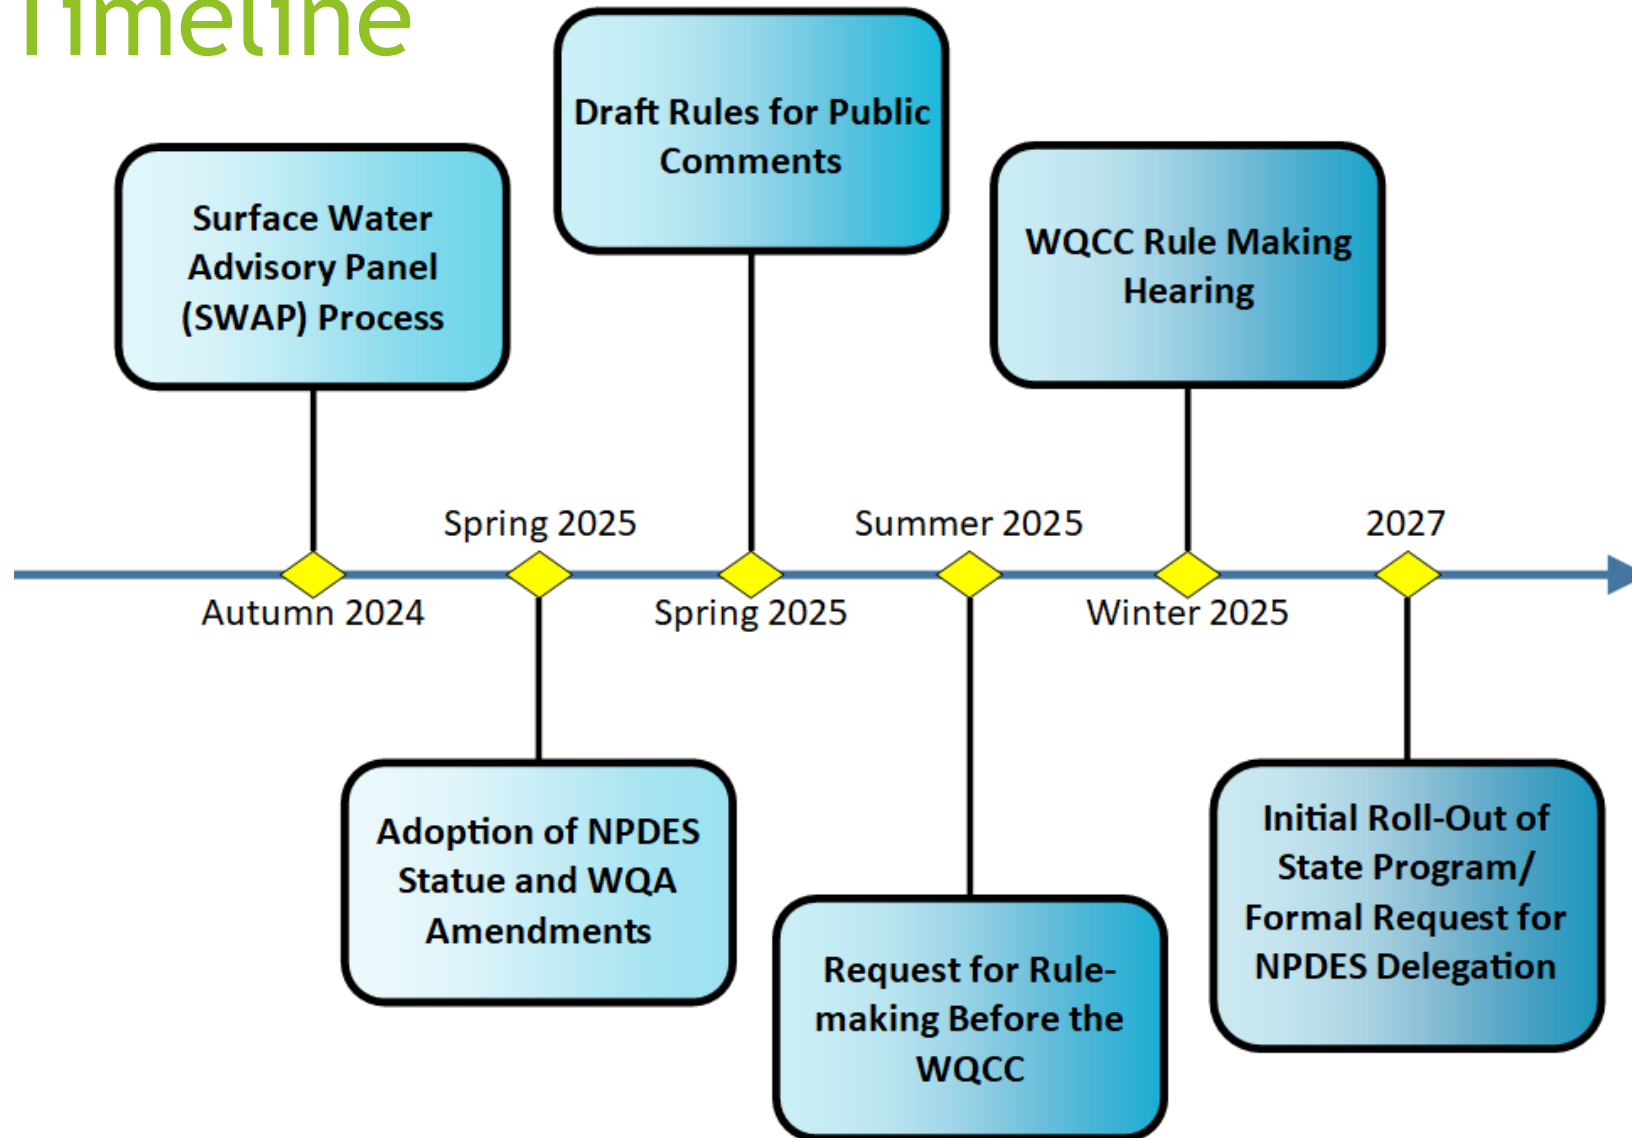 Timeline
Draft Rules for Public
Comments
Surface Water
Advisory Panel
(SWAP) Process
WQCC Rule Making
Hearing
Spring 2025
Summer 2025
2027
Autumn 2024
Spring 2025
Winter 2025
Adoption of NPDES
Statue and WQA
Amendments
Initial Roll-Out of
State Program/
Formal Request for
NPDES Delegation
Request for Rule-
making Before the
WQCC